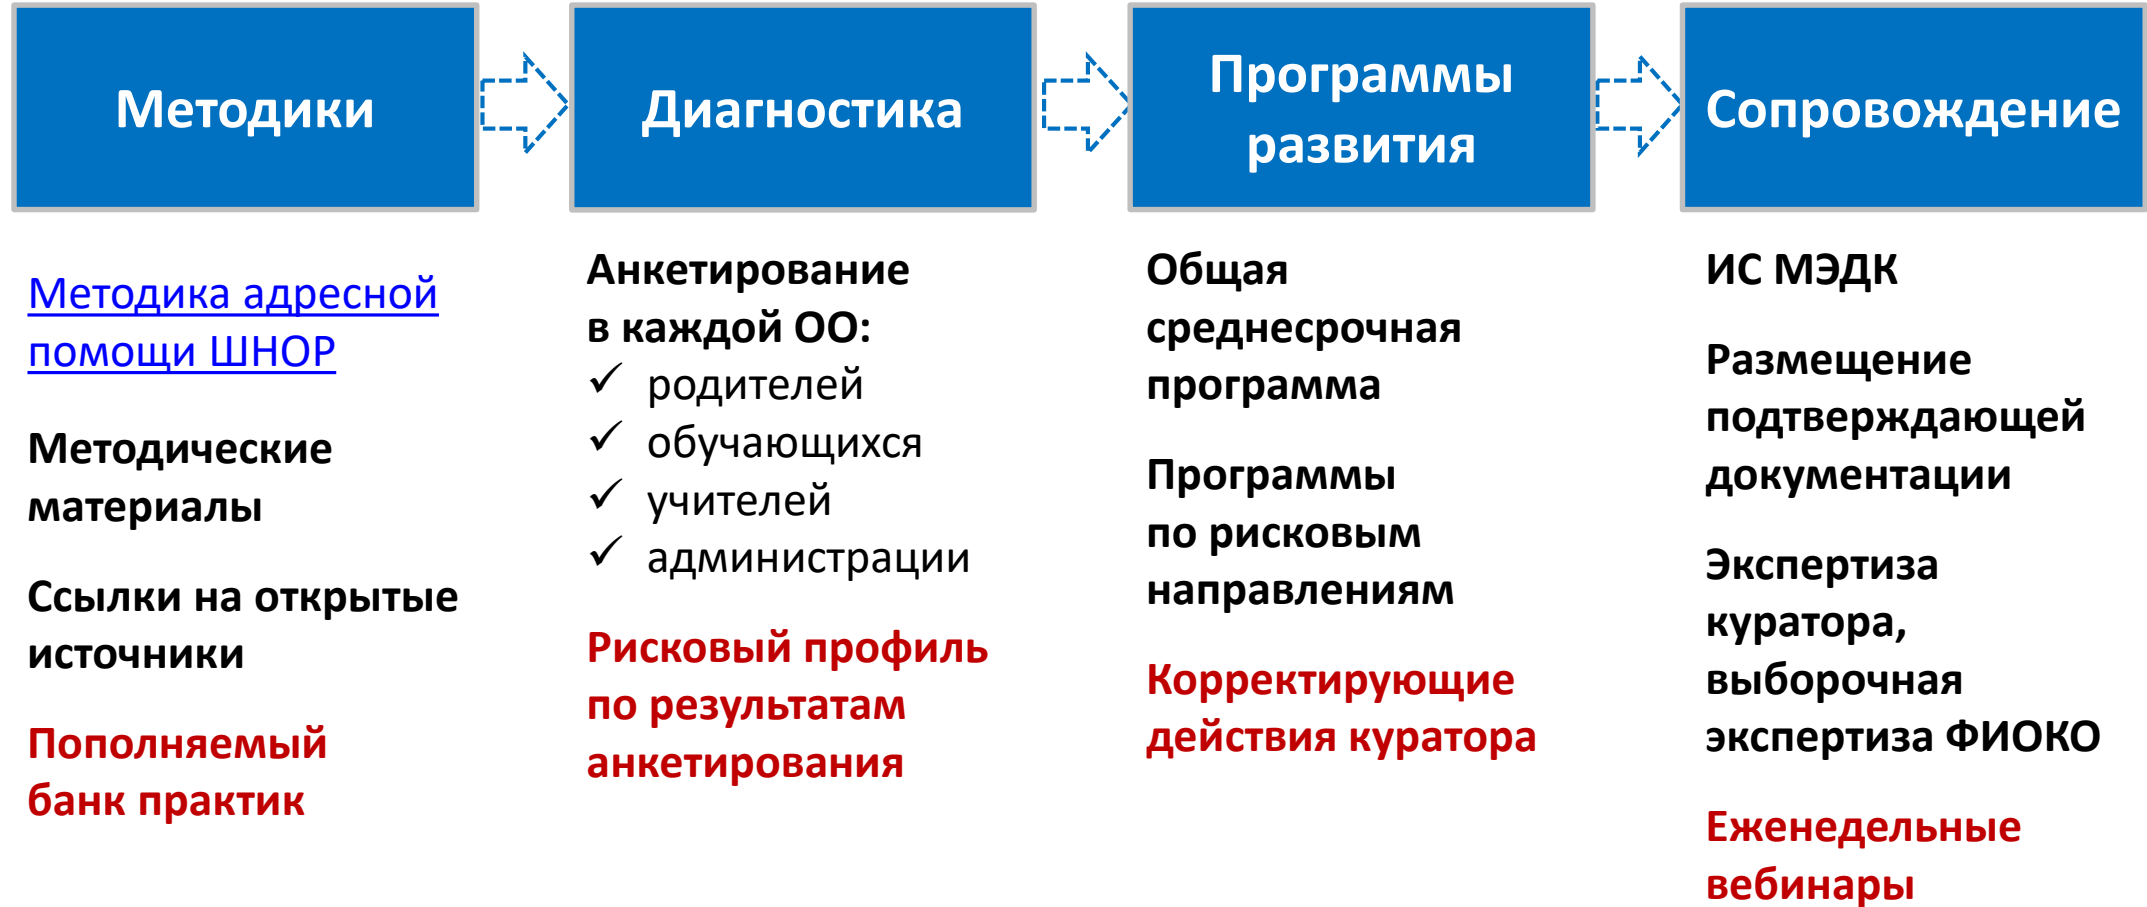 Методики
Диагностика
Программы
развития
Сопровождение
Методика адресной
помощи ШНОР
Методические
материалы
Ссылки на открытые
источники
Пополняемый
банк практик
Анкетирование
в каждой ОО:
✓ родителей
✓ обучающихся
✓ учителей
✓ администрации
Рисковый профиль
по результатам
анкетирования
Общая
среднесрочная
программа
Программы
по рисковым
направлениям
Корректирующие
действия куратора
ИС МЭДК
Размещение
подтверждающей
документации
Экспертиза
куратора,
выборочная
экспертиза ФИОКО
Еженедельные
вебинары